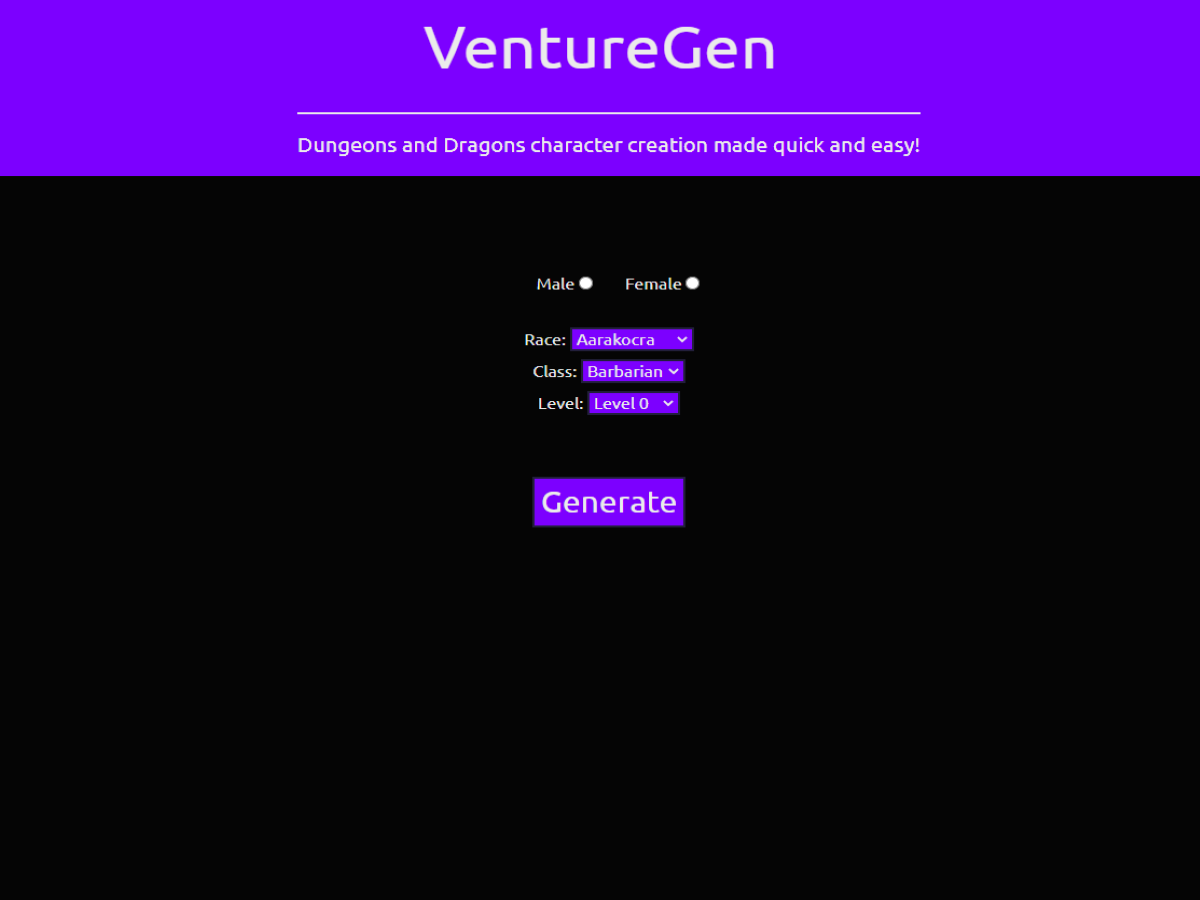 VentureGen
Dungeons and Dragons character creation made quick and easy!
Male Female
Race: Aarakocra
Class: Barbarian
Level: Level 0
Generate